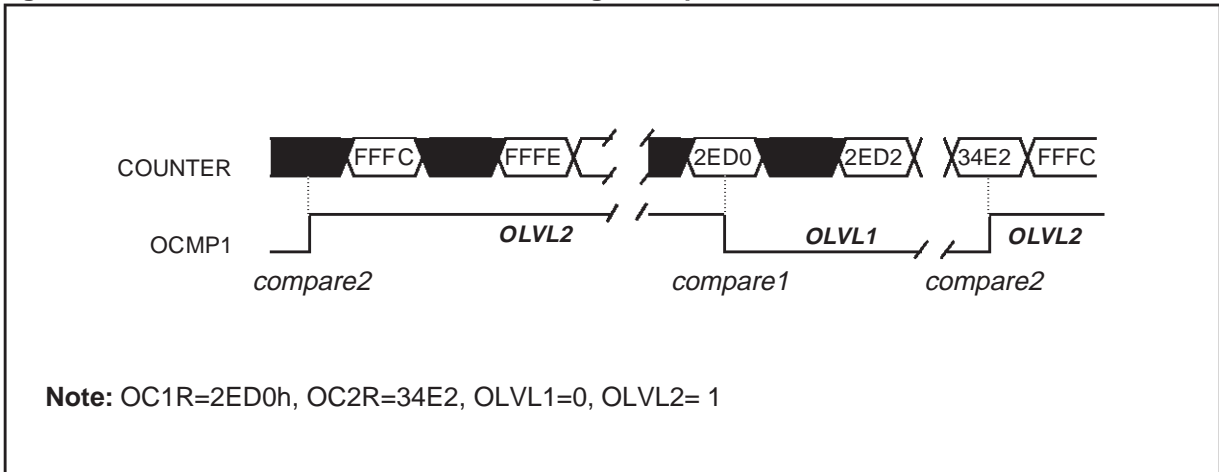 COUNTER FFFC FFFE 2ED0 2ED2 34E2 FFFC
OCMP1 OLVL2 OLVL1 OLVL2
compare2 compare1 compare2
Note: OC1R=2ED0h, OC2R=34E2, OLVL1=0, OLVL2= 1